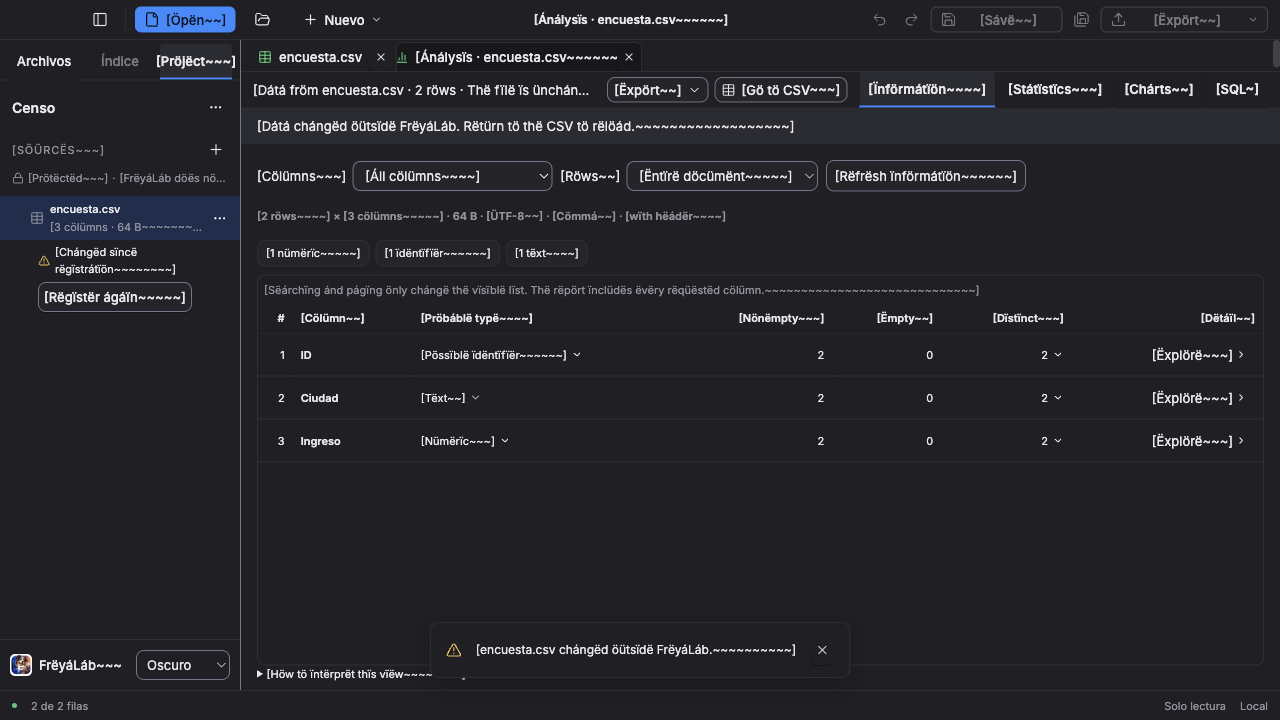 [Öpën~~]
Nuevo
[Ánálysïs · encuesta.csv~~~~~~]
[Sávë~~]
[Ëxpört~~]
Archivos
Índice
[Pröjëct~~~]
encuesta.csv
[Ánálysïs · encuesta.csv~~~~~~
[Dátá fröm encuesta.csv · 2 röws · Thë fïlë ïs ünchán...
[Ëxpört~~]
[Gö tö CSV~~~]
[Ïnförmátïön~~~~]
[Státïstïcs~~~]
[Chárts~~]
[SQL~]
Censo
[Dátá chángëd öütsïdë FrëyáLáb. Rëtürn tö thë CSV tö rëlöád.~~~~~~~~~~~~~~~~~~]
[SÖÜRCËS~~~]
[Prötëctëd~~~] · [FrëyáLáb döës nö...
[Cölümns~~~]
[Áll cölümns~~~~]
[Röws~~]
[Ëntïrë döcümënt~~~~~]
[Rëfrësh ïnförmátïön~~~~~~]
encuesta.csv
[3 cölümns · 64 B~~~~~~~...
[2 röws~~~~] × [3 cölümns~~~~~] · 64 B · [ÜTF-8~~] · [Cömmá~~] · [wïth hëádër~~~~]
[Chángëd sïncë
rëgïstrátïön~~~~~~~~]
[Rëgïstër ágáïn~~~~~]
[1 nümërïc~~~~~]
[1 ïdëntïfïër~~~~~~]
[1 tëxt~~~~]
[Sëárchïng ánd págïng önly chángë thë vïsïblë lïst. Thë rëpört ïnclüdës ëvëry rëqüëstëd cölümn.~~~~~~~~~~~~~~~~~~~~~~~~~~~~]
# [Cölümn~~] [Pröbáblë typë~~~~] [Nönëmpty~~~] [Ëmpty~~] [Dïstïnct~~~] [Dëtáïl~~]
1 ID [Pössïblë ïdëntïfïër~~~~~~] 2 0 2 [Ëxplörë~~~]
2 Ciudad [Tëxt~~] 2 0 2 [Ëxplörë~~~]
3 Ingreso [Nümërïc~~~] 2 0 2 [Ëxplörë~~~]
[encuesta.csv chángëd öütsïdë FrëyáLáb.~~~~~~~~~~]
[Höw tö ïntërprët thïs vïëw~~~~
FrëyáLáb~~~
Oscuro
2 de 2 filas
Solo lectura
Local